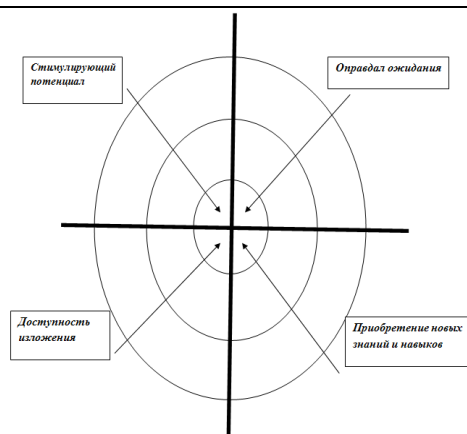 Стимулирующий
потенциал
Оправдал ожидания
Доступность
изложения
Приобретение новых
знаний и навыков